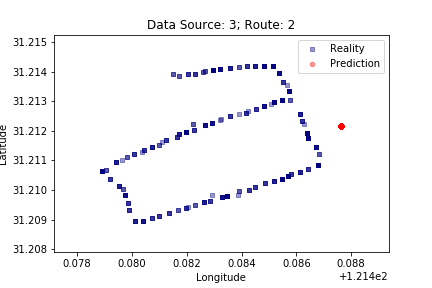 Data Source: 3; Route: 2
Reality
Prediction
31.215
31.214
31.213
31.212
31.211
31.210
31.209
31.208
Latitude
0.078 0.080 0.082 0.084 0.086 0.088
Longitude
+1.214e2